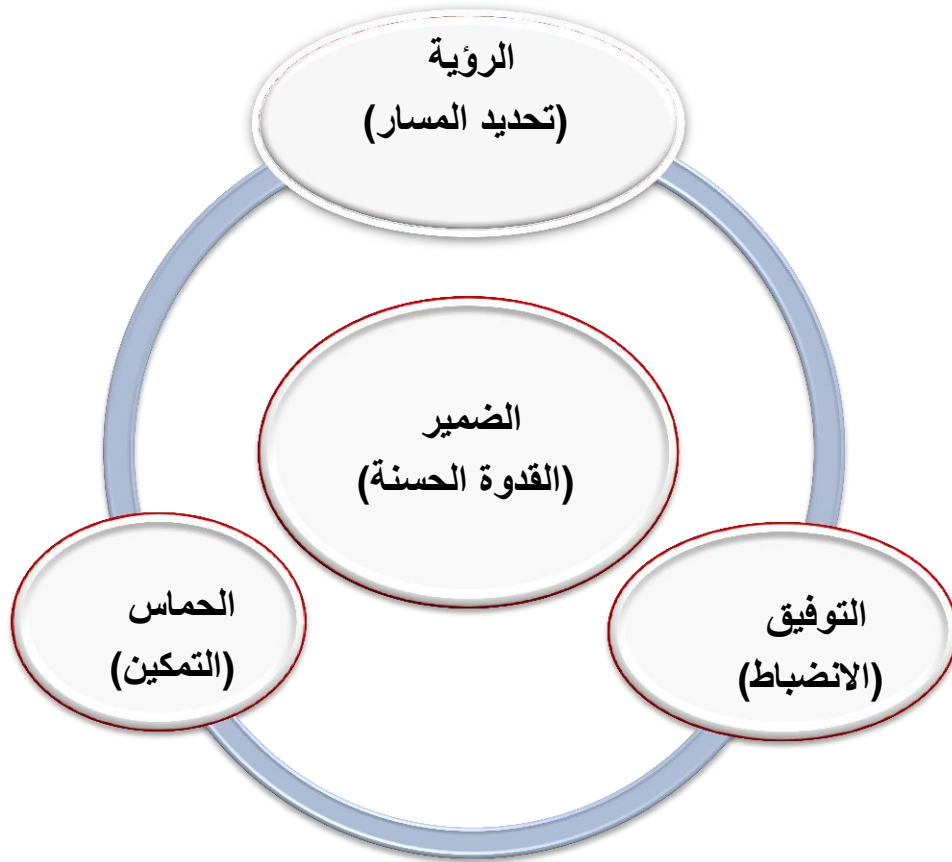 الرؤية
(تحديد المسار)
الضمير
(القدوة الحسنة)
التوفيق
(الانضباط)
الحماس
(التمكين)